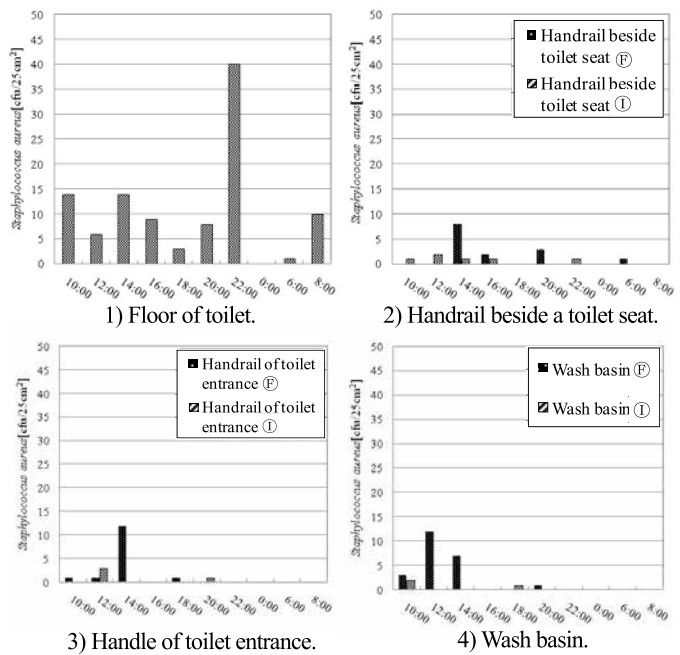 50
45
40
35
30
25
20
15
10
5
0
Staphylococcus aureus[cfu/25cm²]
10:00 12:00 14:00 16:00 18:00 20:00 22:00 0:00 6:00 8:00
1) Floor of toilet.
50
45
40
35
30
25
20
15
10
5
0
Staphylococcus aureus[cfu/25cm²]
Handrail beside
toilet seat Ⓕ
Handrail beside
toilet seat Ⓘ
10:00 12:00 14:00 16:00 18:00 20:00 22:00 0:00 6:00 8:00
2) Handrail beside a toilet seat.
50
45
40
35
30
25
20
15
10
5
0
Staphylococcus aureus[cfu/25cm²]
Handrail of toilet
entrance Ⓕ
Handrail of toilet
entrance Ⓘ
10:00 12:00 14:00 16:00 18:00 20:00 22:00 0:00 6:00 8:00
3) Handle of toilet entrance.
50
45
40
35
30
25
20
15
10
5
0
Staphylococcus aureus[cfu/25cm²]
Wash basin Ⓕ
Wash basin Ⓘ
10:00 12:00 14:00 16:00 18:00 20:00 22:00 0:00 6:00 8:00
4) Wash basin.